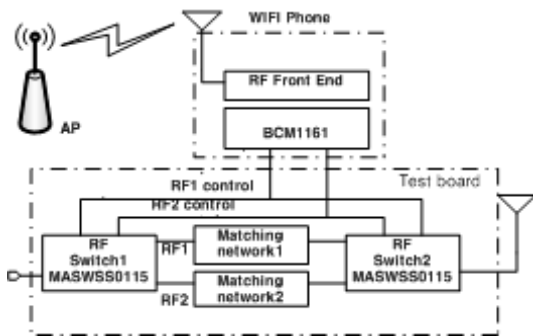 WIFI Phone
RF Front End
AP
BCM1161
RF1 control
Test board
RF2 control
RF
Switch1
MASWSS0115
RF1
Matching
network1
RF
Switch2
MASWSS0115
RF2
Matching
network2